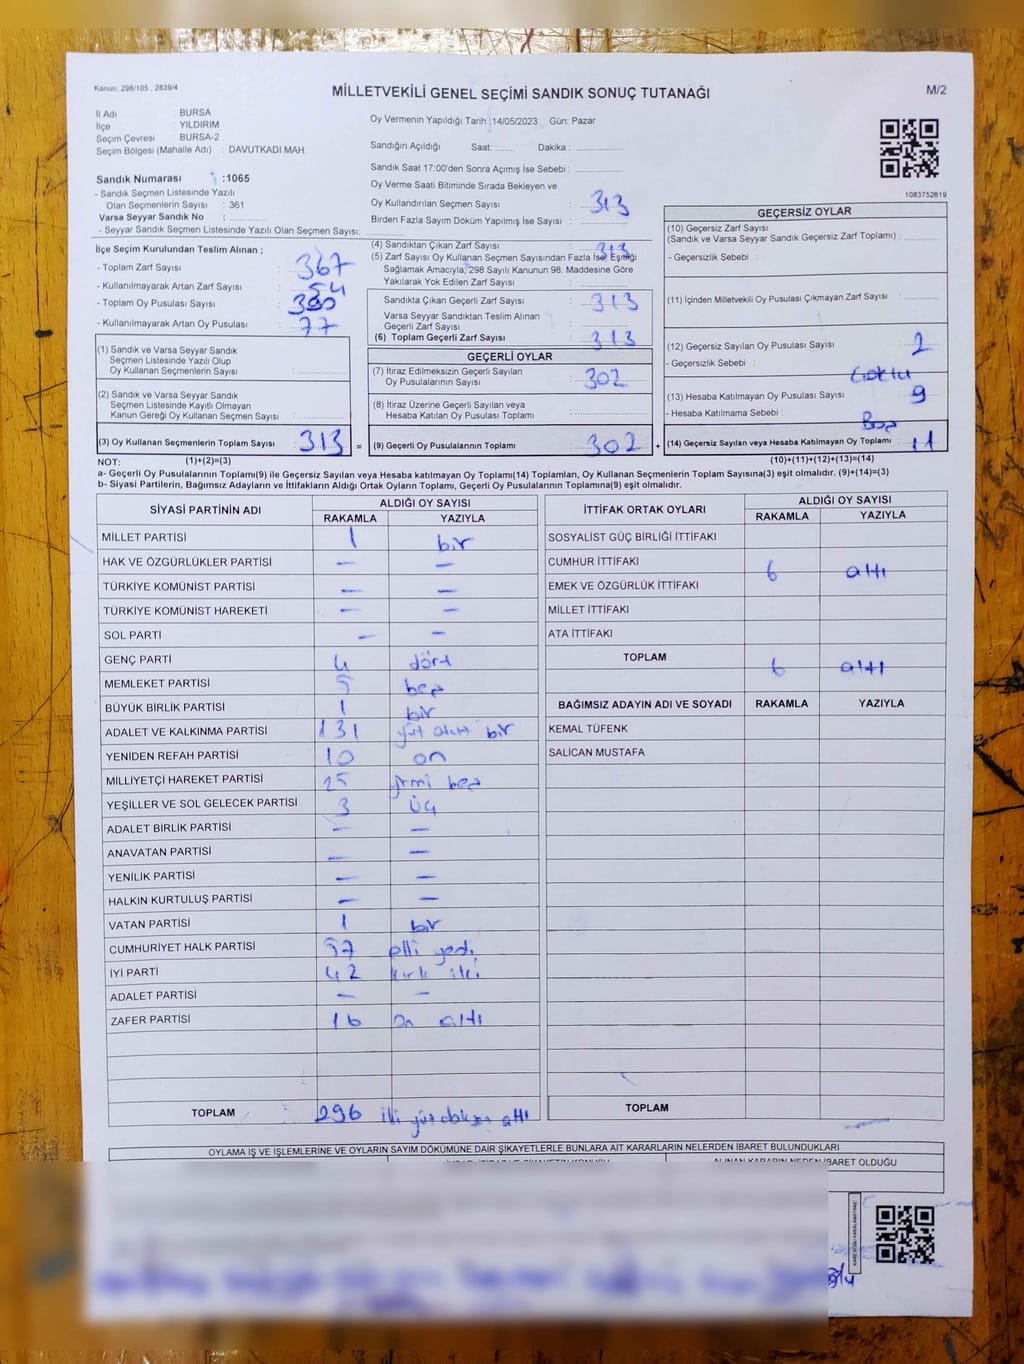 Kanun, 298/105 , 2839/4
MİLLETVEKİLİ GENEL SEÇİMİ SANDIK SONUÇ TUTANAĞI
M/2
İl Adı : BURSA
İlçe : YILDIRIM
Seçim Çevresi : BURSA-2
Seçim Bölgesi (Mahalle Adı) : DAVUTKADI MAH.
Sandık Numarası :1065
- Sandık Seçmen Listesinde Yazılı
Olan Seçmenlerin Sayısı : 361
Varsa Seyyar Sandık No :
- Seyyar Sandık Seçmen Listesinde Yazılı Olan Seçmen Sayısı:
Oy Vermenin Yapıldığı Tarih :14/05/2023 Gün: Pazar
Sandığın Açıldığı Saat: Dakika :
Sandık Saat 17:00'den Sonra Açımış İse Sebebi :
Oy Verme Saati Bitiminde Sırada Bekleyen ve
Oy Kullandırılan Seçmen Sayısı : 313
Birden Fazla Sayım Döküm Yapılmış İse Sayısı :
1083752619
İlçe Seçim Kurulundan Teslim Alınan ;
- Toplam Zarf Sayısı : 367
- Kullanılmayarak Artan Zarf Sayısı : 54
- Toplam Oy Pusulası Sayısı :
- Kullanılmayarak Artan Oy Pusulası : 77
(4) Sandıktan Çıkan Zarf Sayısı : 313
(5) Zarf Sayısı Oy Kullanan Seçmen Sayısından Fazla İse, Eşitliği
Sağlamak Amacıyla, 298 Sayılı Kanunun 98. Maddesine Göre
Yakılarak Yok Edilen Zarf Sayısı :
Sandıkta Çıkan Geçerli Zarf Sayısı : 313
Varsa Seyyar Sandıktan Teslim Alınan
Geçerli Zarf Sayısı :
(6) Toplam Geçerli Zarf Sayısı : 313
GEÇERSİZ OYLAR
(10) Geçersiz Zarf Sayısı
(Sandık ve Varsa Seyyar Sandık Geçersiz Zarf Toplamı) :
- Geçersizlik Sebebi :
(11) İçinden Milletvekili Oy Pusulası Çıkmayan Zarf Sayısı :
(12) Geçersiz Sayılan Oy Pusulası Sayısı : 2
- Geçersizlik Sebebi :
(13) Hesaba Katılmayan Oy Pusulası Sayısı : 9
- Hesaba Katılmama Sebebi : Boş
(14) Geçersiz Sayılan veya Hesaba Katılmayan Oy Toplamı : 11
(10)+(11)+(12)+(13)=(14)
(1) Sandık ve Varsa Seyyar Sandık
Seçmen Listesinde Yazılı Olup
Oy Kullanan Seçmenlerin Sayısı :
(2) Sandık ve Varsa Seyyar Sandık
Seçmen Listesinde Kayıtlı Olmayan
Kanun Gereği Oy Kullanan Seçmen Sayısı :
(3) Oy Kullanan Seçmenlerin Toplam Sayısı : 313 =
(1)+(2)=(3)
GEÇERLİ OYLAR
(7) İtiraz Edilmeksizin Geçerli Sayılan
Oy Pusulalarının Sayısı : 302
(8) İtiraz Üzerine Geçerli Sayılan veya
Hesaba Katılan Oy Pusulası Toplamı :
(9) Geçerli Oy Pusulalarının Toplamı : 302 +
NOT:
a- Geçerli Oy Pusulalarının Toplamı(9) ile Geçersiz Sayılan veya Hesaba katılmayan Oy Toplamı(14) Toplamları, Oy Kullanan Seçmenlerin Toplam Sayısına(3) eşit olmalıdır. (9)+(14)=(3)
b- Siyasi Partilerin, Bağımsız Adayların ve İttifakların Aldığı Ortak Oyların Toplamı, Geçerli Oy Pusulalarının Toplamına(9) eşit olmalıdır.
SİYASİ PARTİNİN ADI ALDIĞI OY SAYISI
RAKAMLA YAZIYLA
MİLLET PARTİSİ 1 bir
HAK VE ÖZGÜRLÜKLER PARTİSİ — —
TÜRKİYE KOMÜNİST PARTİSİ — —
TÜRKİYE KOMÜNİST HAREKETİ — —
SOL PARTİ — —
GENÇ PARTİ 4 dört
MEMLEKET PARTİSİ 5 beş
BÜYÜK BİRLİK PARTİSİ 1 bir
ADALET VE KALKINMA PARTİSİ 131 yüz otuz bir
YENİDEN REFAH PARTİSİ 10 on
MİLLİYETÇİ HAREKET PARTİSİ 25 yirmi beş
YEŞİLLER VE SOL GELECEK PARTİSİ 3 üç
ADALET BİRLİK PARTİSİ — —
ANAVATAN PARTİSİ — —
YENİLİK PARTİSİ — —
HALKIN KURTULUŞ PARTİSİ — —
VATAN PARTİSİ 1 bir
CUMHURİYET HALK PARTİSİ 57 elli yedi
İYİ PARTİ 42 kırk iki
ADALET PARTİSİ — —
ZAFER PARTİSİ 16 on altı
TOPLAM 296 iki yüz doksan altı
İTTİFAK ORTAK OYLARI ALDIĞI OY SAYISI
RAKAMLA YAZIYLA
SOSYALİST GÜÇ BİRLİĞİ İTTİFAKI
CUMHUR İTTİFAKI 6 altı
EMEK VE ÖZGÜRLÜK İTTİFAKI
MİLLET İTTİFAKI
ATA İTTİFAKI
TOPLAM 6 altı
BAĞIMSIZ ADAYIN ADI VE SOYADI RAKAMLA YAZIYLA
KEMAL TÜFENK
SALİCAN MUSTAFA
TOPLAM
OYLAMA İŞ VE İŞLEMLERİNE VE OYLARIN SAYIM DÖKÜMÜNE DAİR ŞİKAYETLERLE BUNLARA AİT KARARLARIN NELERDEN İBARET BULUNDUKLARI
ALINAN KARARIN NEDEN İBARET OLDUĞU